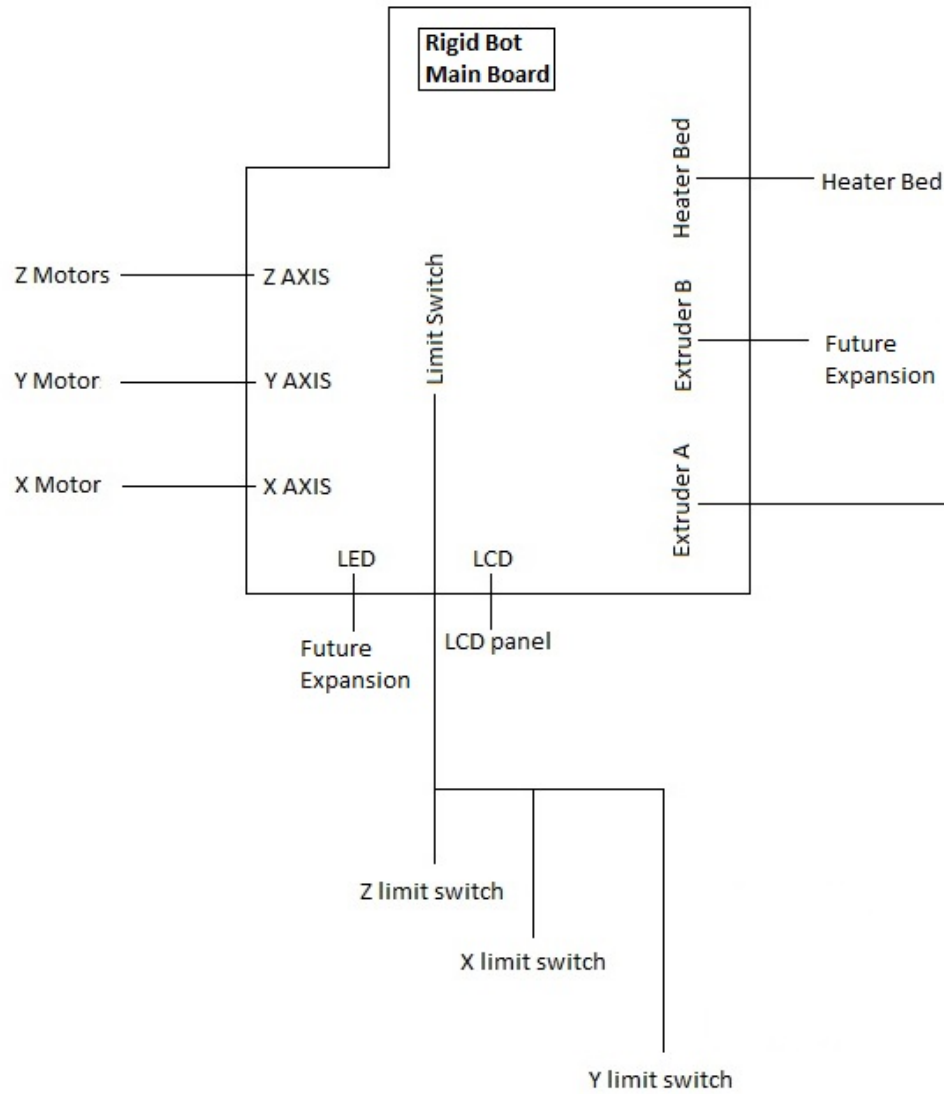 Rigid Bot
Main Board
Heater Bed
Heater Bed
Z Motors
Z AXIS
Limit Switch
Extruder B
Future
Expansion
Y Motor
Y AXIS
X Motor
X AXIS
Extruder A
LED
LCD
Future
Expansion
LCD panel
Z limit switch
X limit switch
Y limit switch